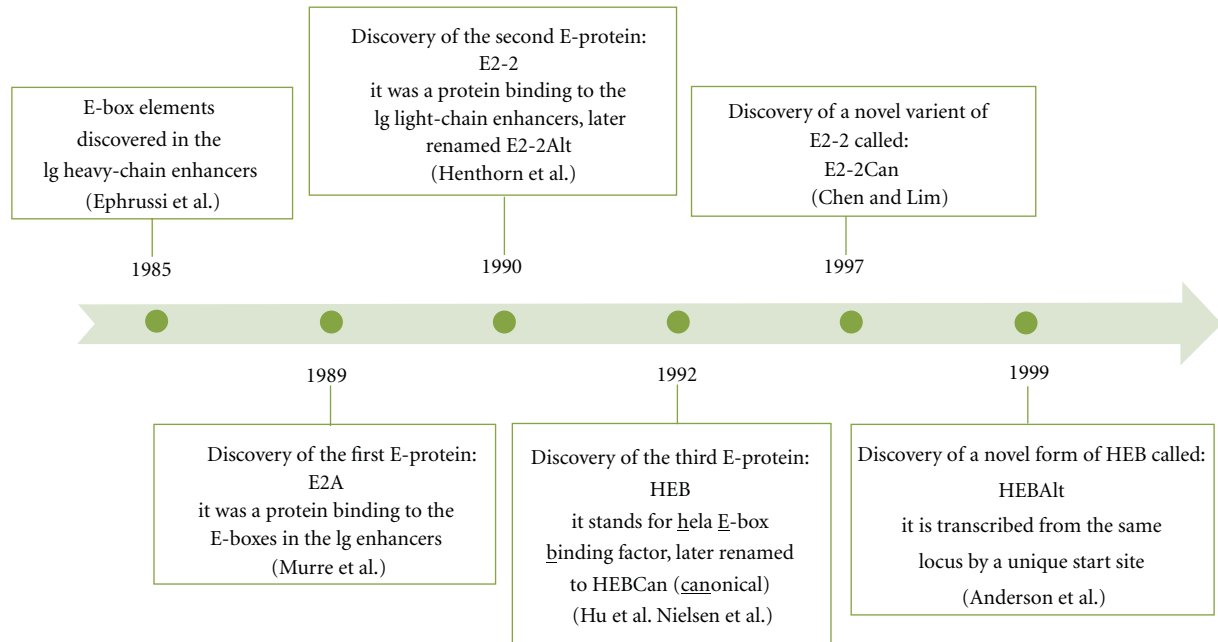 E-box elements
discovered in the
lg heavy-chain enhancers
(Ephrussi et al.)
1985
Discovery of the first E-protein:
E2A
it was a protein binding to the
E-boxes in the lg enhancers
(Murre et al.)
1989
Discovery of the second E-protein:
E2-2
it was a protein binding to the
lg light-chain enhancers, later
renamed E2-2Alt
(Henthorn et al.)
1990
Discovery of the third E-protein:
HEB
it stands for hela E-box
binding factor, later renamed
to HEBCan (canonical)
(Hu et al. Nielsen et al.)
1992
Discovery of a novel varient of
E2-2 called:
E2-2Can
(Chen and Lim)
1997
Discovery of a novel form of HEB called:
HEBAlt
it is transcribed from the same
locus by a unique start site
(Anderson et al.)
1999